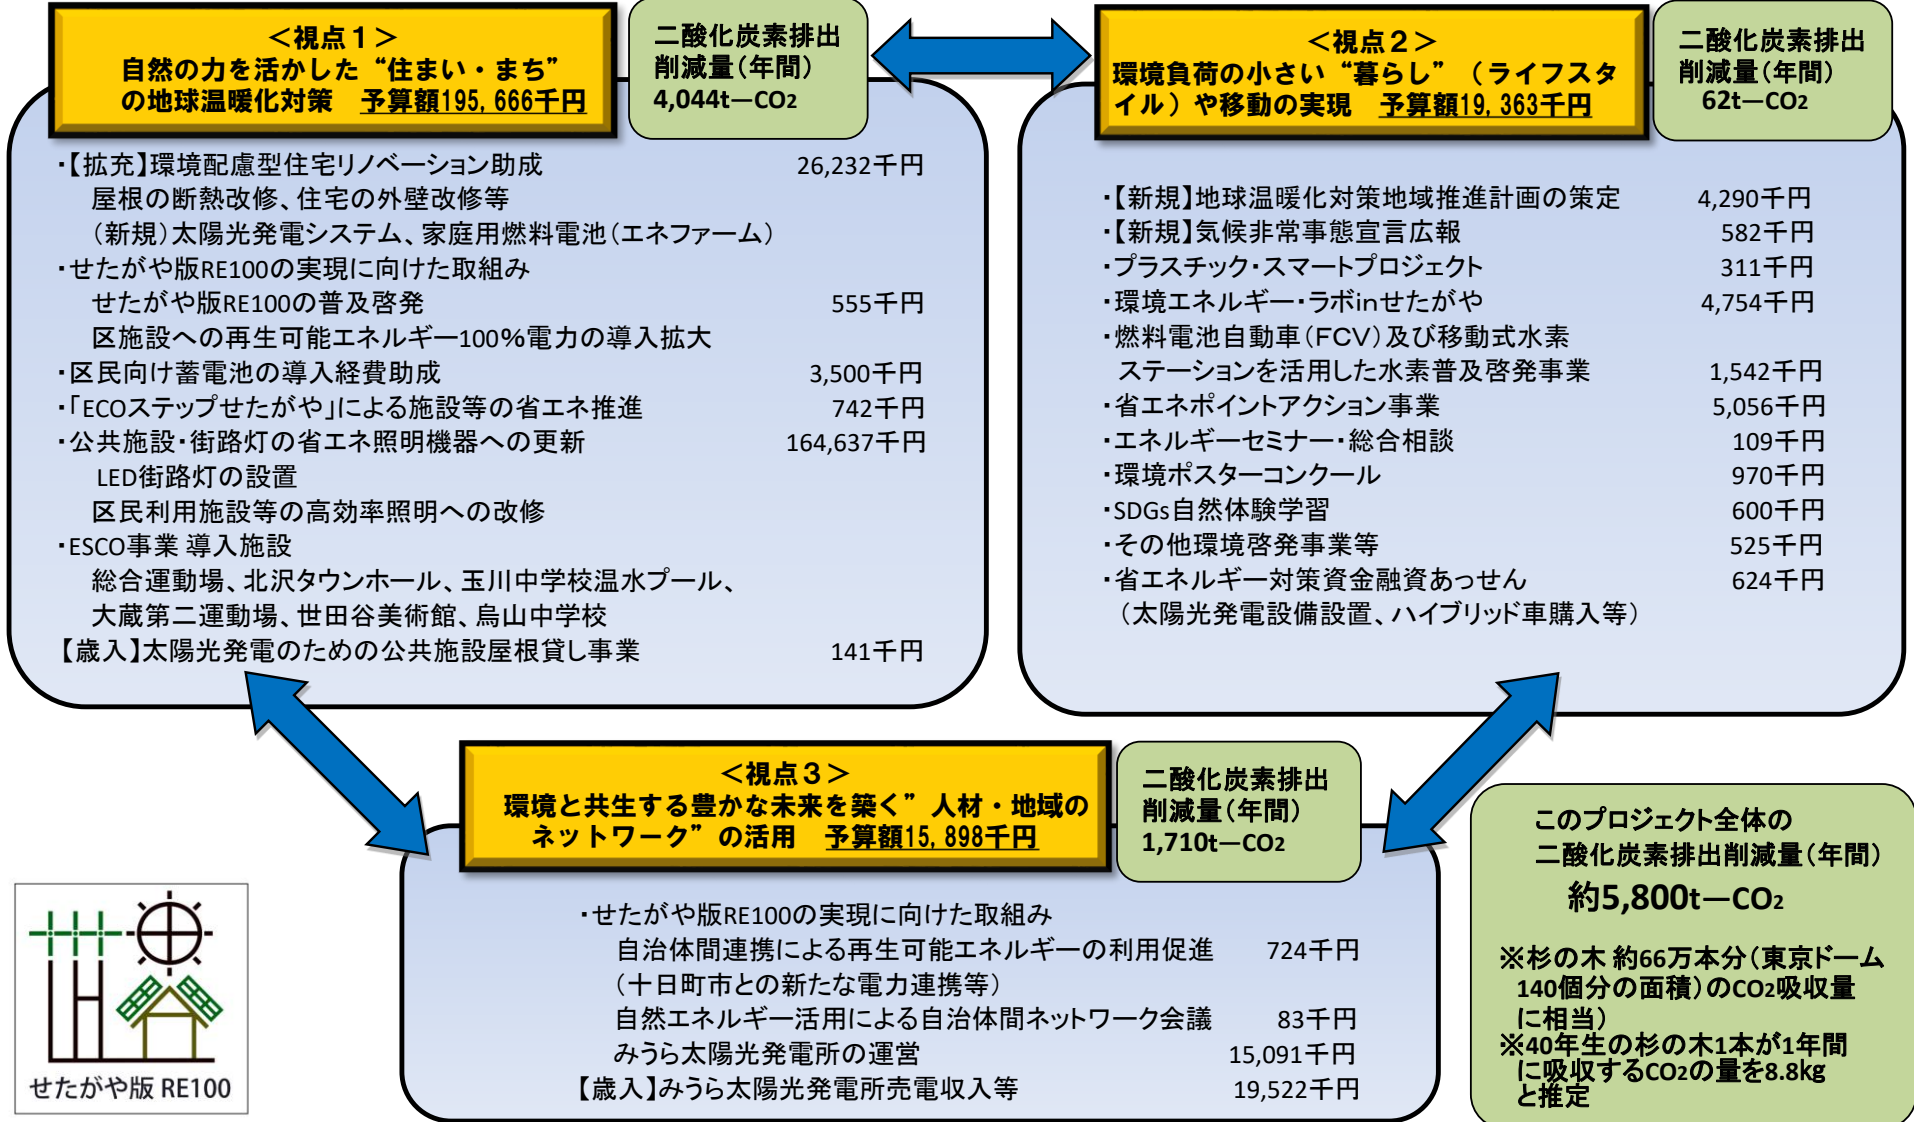 ＜視点１＞
自然の力を活かした“住まい・まち”
の地球温暖化対策　予算額195,666千円
二酸化炭素排出
削減量（年間）
4,044t―CO2
・【拡充】環境配慮型住宅リノベーション助成　26,232千円
屋根の断熱改修、住宅の外壁改修等
（新規）太陽光発電システム、家庭用燃料電池（エネファーム）
・せたがや版RE100の実現に向けた取組み
せたがや版RE100の普及啓発　555千円
区施設への再生可能エネルギー100％電力の導入拡大
・区民向け蓄電池の導入経費助成　3,500千円
・「ECOステップせたがや」による施設等の省エネ推進　742千円
・公共施設・街路灯の省エネ照明機器への更新　164,637千円
LED街路灯の設置
区民利用施設等の高効率照明への改修
・ESCO事業 導入施設
総合運動場、北沢タウンホール、玉川中学校温水プール、
大蔵第二運動場、世田谷美術館、烏山中学校
【歳入】太陽光発電のための公共施設屋根貸し事業　141千円
＜視点２＞
環境負荷の小さい“暮らし”（ライフスタ
イル）や移動の実現　予算額19,363千円
二酸化炭素排出
削減量（年間）
62t―CO2
・【新規】地球温暖化対策地域推進計画の策定　4,290千円
・【新規】気候非常事態宣言広報　582千円
・プラスチック・スマートプロジェクト　311千円
・環境エネルギー・ラボinせたがや　4,754千円
・燃料電池自動車（ＦＣＶ）及び移動式水素
ステーションを活用した水素普及啓発事業　1,542千円
・省エネポイントアクション事業　5,056千円
・エネルギーセミナー・総合相談　109千円
・環境ポスターコンクール　970千円
・SDGs自然体験学習　600千円
・その他環境啓発事業等　525千円
・省エネルギー対策資金融資あっせん　624千円
（太陽光発電設備設置、ハイブリッド車購入等）
＜視点３＞
環境と共生する豊かな未来を築く”人材・地域の
ネットワーク”の活用　予算額15,898千円
二酸化炭素排出
削減量（年間）
1,710t―CO2
・せたがや版RE100の実現に向けた取組み
自治体間連携による再生可能エネルギーの利用促進　724千円
（十日町市との新たな電力連携等）
自然エネルギー活用による自治体間ネットワーク会議　83千円
みうら太陽光発電所の運営　15,091千円
【歳入】みうら太陽光発電所売電収入等　19,522千円
このプロジェクト全体の
二酸化炭素排出削減量（年間）
約5,800t―CO2
※杉の木 約66万本分（東京ドーム
140個分の面積）のCO2吸収量
に相当）
※40年生の杉の木1本が1年間
に吸収するCO2の量を8.8kg
と推定
せたがや版 RE100